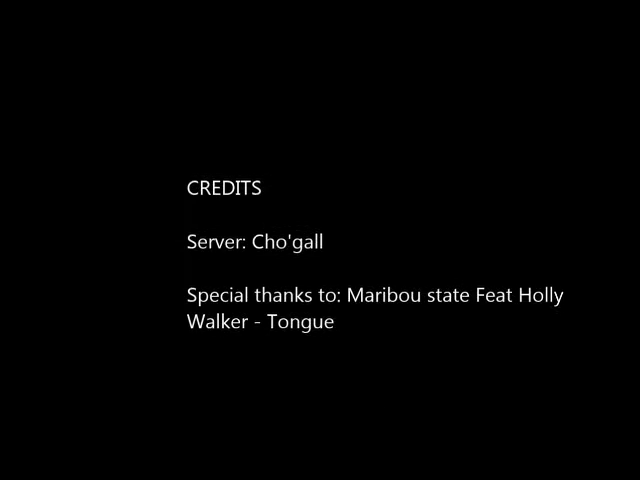 CREDITS
Server: Cho'gall
Special thanks to: Maribou state Feat Holly
Walker - Tongue